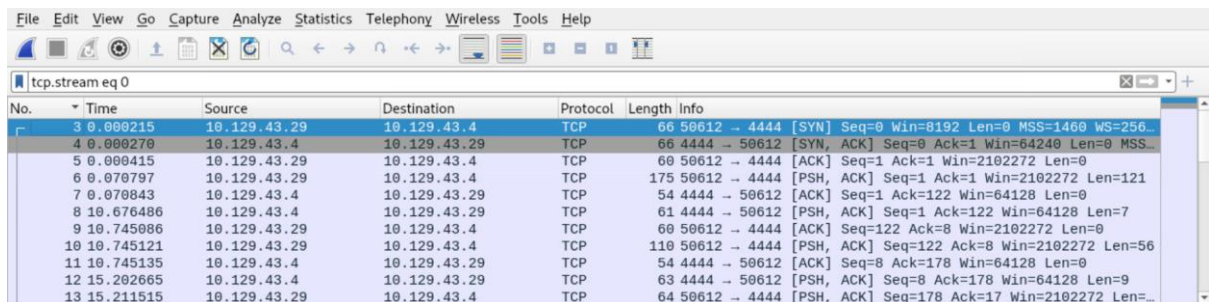 File Edit View Go Capture Analyze Statistics Telephony Wireless Tools Help
tcp.stream eq 0
No. Time Source Destination Protocol Length Info
3 0.000215 10.129.43.29 10.129.43.4 TCP 66 50612 → 4444 [SYN] Seq=0 Win=8192 Len=0 MSS=1460 WS=256…
4 0.000270 10.129.43.4 10.129.43.29 TCP 66 4444 → 50612 [SYN, ACK] Seq=0 Ack=1 Win=64240 Len=0 MSS…
5 0.000415 10.129.43.29 10.129.43.4 TCP 60 50612 → 4444 [ACK] Seq=1 Ack=1 Win=2102272 Len=0
6 0.070797 10.129.43.29 10.129.43.4 TCP 175 50612 → 4444 [PSH, ACK] Seq=1 Ack=1 Win=2102272 Len=121
7 0.070843 10.129.43.4 10.129.43.29 TCP 54 4444 → 50612 [ACK] Seq=1 Ack=122 Win=64128 Len=0
8 10.676486 10.129.43.4 10.129.43.29 TCP 61 4444 → 50612 [PSH, ACK] Seq=1 Ack=122 Win=64128 Len=7
9 10.745086 10.129.43.29 10.129.43.4 TCP 60 50612 → 4444 [ACK] Seq=122 Ack=8 Win=2102272 Len=0
10 10.745121 10.129.43.29 10.129.43.4 TCP 110 50612 → 4444 [PSH, ACK] Seq=122 Ack=8 Win=2102272 Len=56
11 10.745135 10.129.43.4 10.129.43.29 TCP 54 4444 → 50612 [ACK] Seq=8 Ack=178 Win=64128 Len=0
12 15.202665 10.129.43.4 10.129.43.29 TCP 63 4444 → 50612 [PSH, ACK] Seq=8 Ack=178 Win=64128 Len=9
13 15.211515 10.129.43.29 10.129.43.4 TCP 64 50612 → 4444 [PSH, ACK] Seq=178 Ack=17 Win=2102272 Len=…